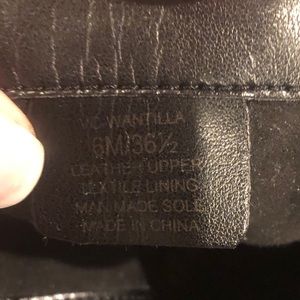 VC-WANTILLA
6M/36½
LEATHER UPPER
TEXTILE LINING
MAN MADE SOLE
MADE IN CHINA